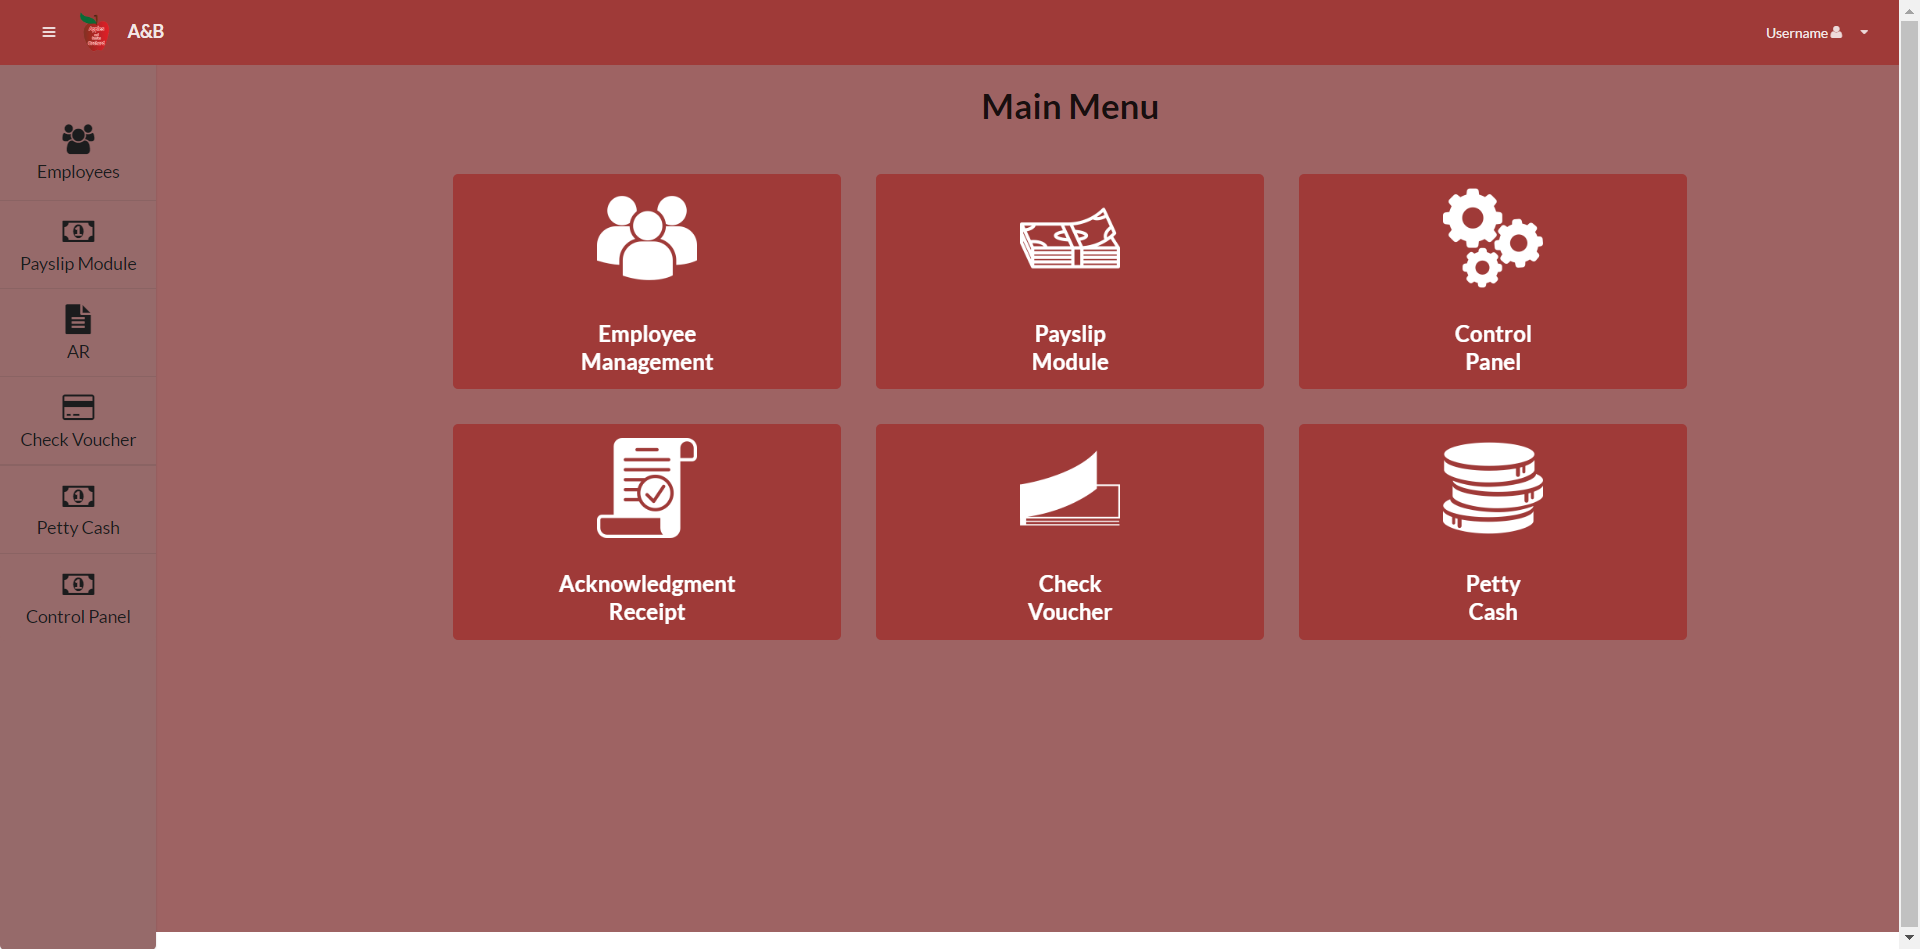 A&B
Username
Main Menu
Employees
Payslip Module
AR
Check Voucher
Petty Cash
Control Panel
Employee
Management
Payslip
Module
Control
Panel
Acknowledgment
Receipt
Check
Voucher
Petty
Cash